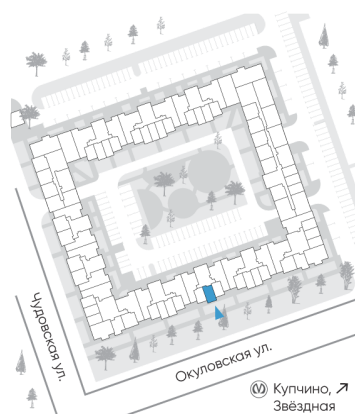 Чудовская ул.
Окуловская ул.
Купчино, ↗
Звёздная